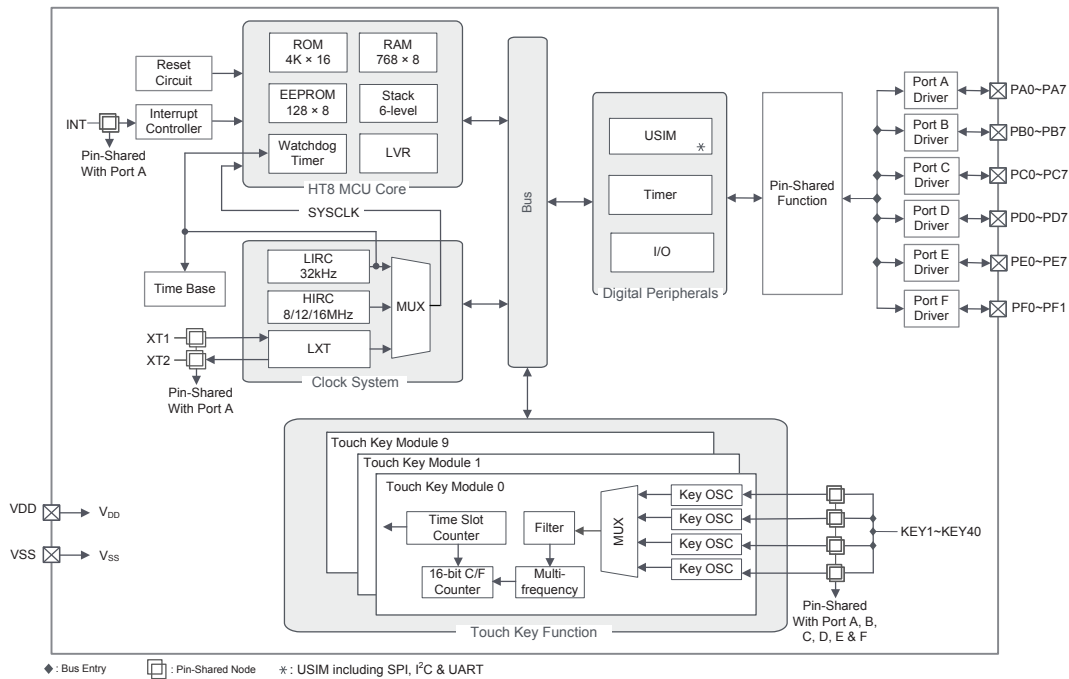 ROM
4K × 16
RAM
768 × 8
Reset
Circuit
EEPROM
128 × 8
Stack
6-level
INT
Interrupt
Controller
Pin-Shared
With Port A
Watchdog
Timer
LVR
HT8 MCU Core
SYSCLK
LIRC
32kHz
Time Base
HIRC
8/12/16MHz
MUX
XT1
XT2
LXT
Pin-Shared
With Port A
Clock System
Bus
USIM
*
Timer
I/O
Digital Peripherals
Pin-Shared
Function
Port A
Driver
PA0~PA7
Port B
Driver
PB0~PB7
Port C
Driver
PC0~PC7
Port D
Driver
PD0~PD7
Port E
Driver
PE0~PE7
Port F
Driver
PF0~PF1
Touch Key Module 9
Touch Key Module 1
Touch Key Module 0
Time Slot
Counter
Filter
16-bit C/F
Counter
Multi-
frequency
MUX
Key OSC
Key OSC
Key OSC
Key OSC
KEY1~KEY40
Pin-Shared
With Port A, B,
C, D, E & F
Touch Key Function
VDD
VDD
VSS
VSS
: Bus Entry
: Pin-Shared Node
* : USIM including SPI, I²C & UART